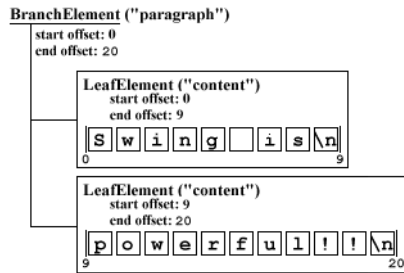 BranchElement ("paragraph")
start offset: 0
end offset: 20
LeafElement ("content")
start offset: 0
end offset: 9
S w i n g   i s \n
0 9
LeafElement ("content")
start offset: 9
end offset: 20
p o w e r f u l ! ! \n
9 20